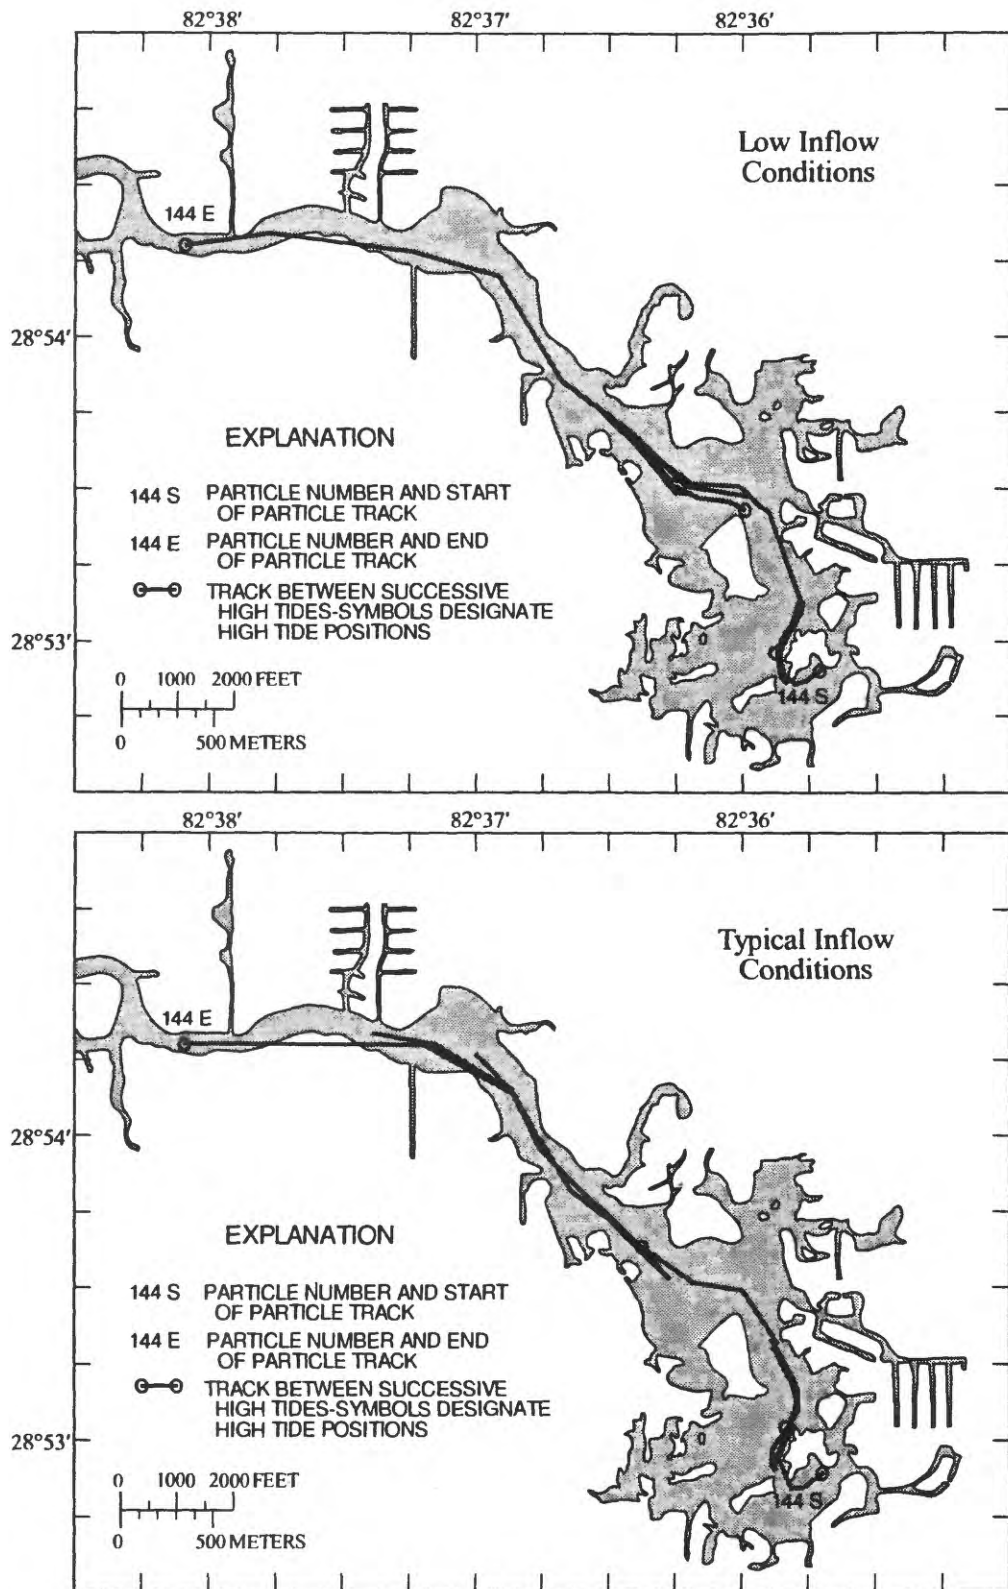 82°38' 82°37' 82°36'
Low Inflow
Conditions
144 E
28°54'
EXPLANATION
144 S PARTICLE NUMBER AND START
OF PARTICLE TRACK
144 E PARTICLE NUMBER AND END
OF PARTICLE TRACK
TRACK BETWEEN SUCCESSIVE
HIGH TIDES-SYMBOLS DESIGNATE
HIGH TIDE POSITIONS
28°53'
0 1000 2000 FEET
0 500 METERS
144 S
82°38' 82°37' 82°36'
Typical Inflow
Conditions
144 E
28°54'
EXPLANATION
144 S PARTICLE NUMBER AND START
OF PARTICLE TRACK
144 E PARTICLE NUMBER AND END
OF PARTICLE TRACK
TRACK BETWEEN SUCCESSIVE
HIGH TIDES-SYMBOLS DESIGNATE
HIGH TIDE POSITIONS
28°53'
0 1000 2000 FEET
0 500 METERS
144 S